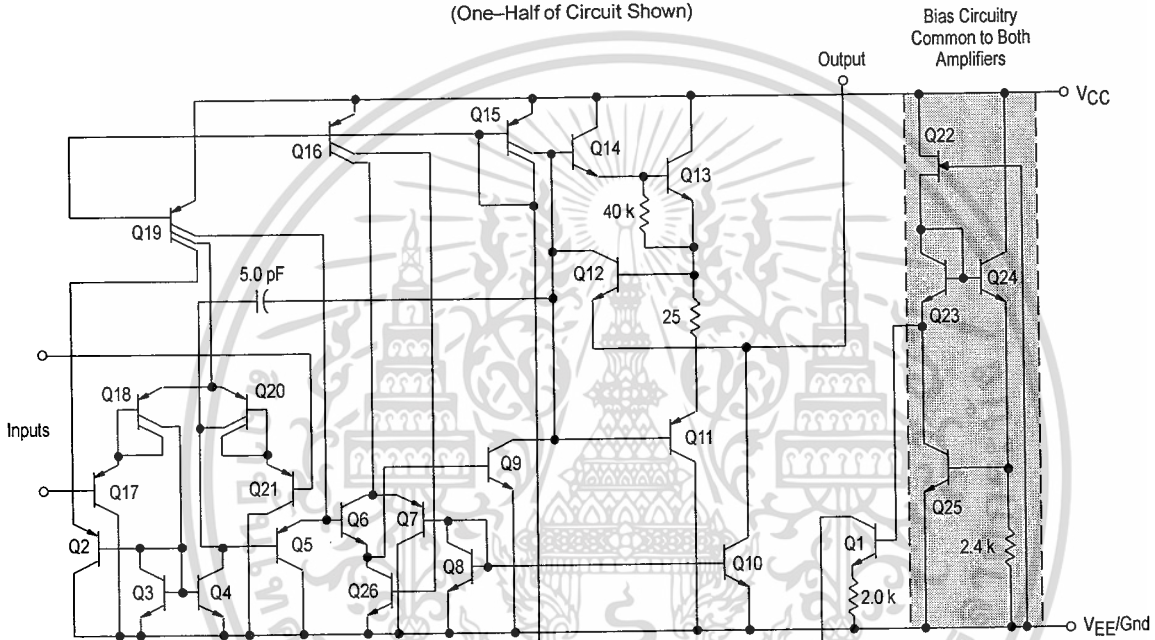 (One–Half of Circuit Shown)
Bias Circuitry
Common to Both
Amplifiers
Output
VCC
Q15
Q22
Q16
Q14
Q13
40 k
Q19
Q12
Q24
5.0 pF
Q23
25
Q18
Q20
Inputs
Q11
Q9
Q17
Q21
Q25
Q6
Q7
Q2
Q5
Q1
2.4 k
Q8
Q10
Q3
Q4
Q26
2.0 k
VEE/Gnd